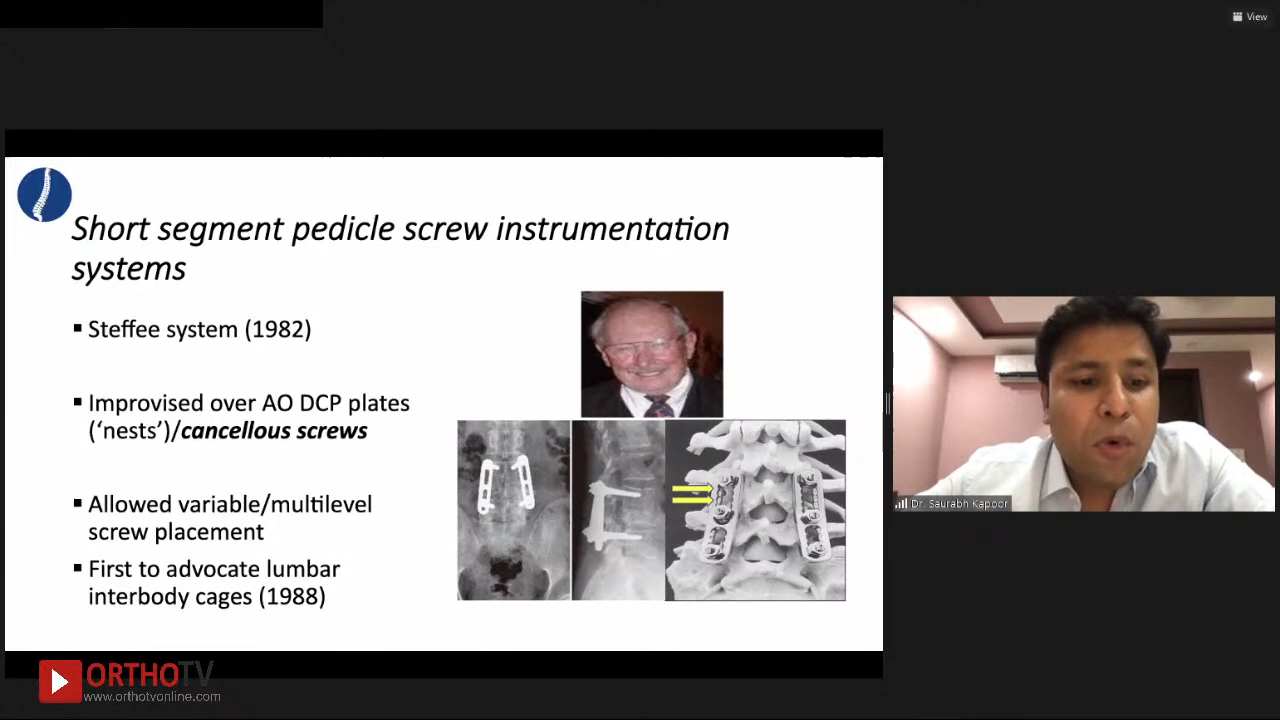 View
Short segment pedicle screw instrumentation
systems
▪ Steffee system (1982)
▪ Improvised over AO DCP plates
(‘nests’)/cancellous screws
▪ Allowed variable/multilevel
screw placement
▪ First to advocate lumbar
interbody cages (1988)
Dr. Saurabh Kapoor
ORTHOTV
www.orthotvonline.com